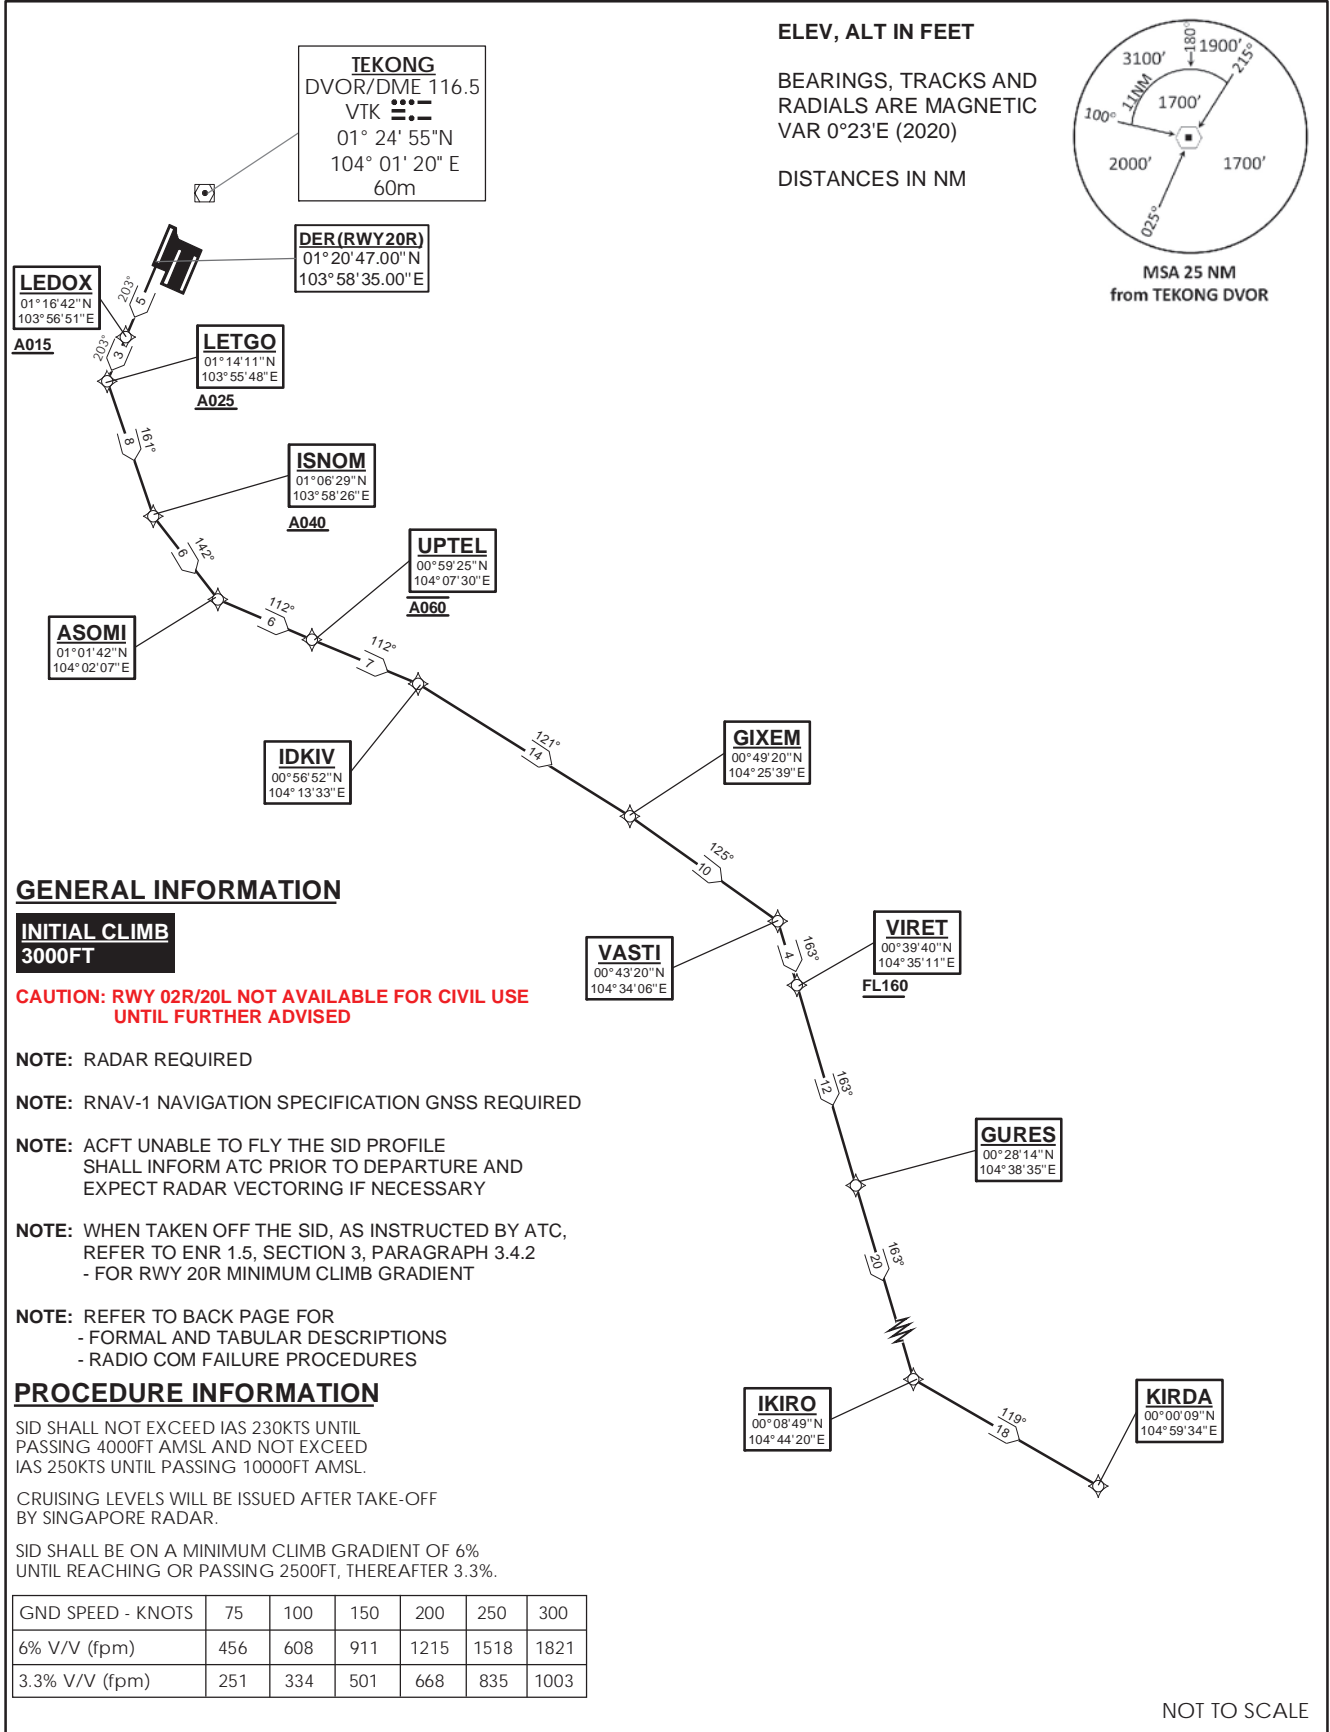 TEKONG
DVOR/DME 116.5
VTK
01° 24' 55"N
104° 01' 20" E
60m
ELEV, ALT IN FEET
BEARINGS, TRACKS AND
RADIALS ARE MAGNETIC
VAR 0°23'E (2020)
DISTANCES IN NM
3100'
180°
1900'
215°
11NM
1700'
100°
2000'
1700'
025°
MSA 25 NM
from TEKONG DVOR
DER(RWY20R)
01°20'47.00"N
103°58'35.00"E
LEDOX
01°16'42"N
103°56'51"E
A015
203°
5
203°
3
LETGO
01°14'11"N
103°55'48"E
A025
161°
8
ISNOM
01°06'29"N
103°58'26"E
A040
142°
6
UPTEL
00°59'25"N
104°07'30"E
A060
ASOMI
01°01'42"N
104°02'07"E
112°
6
112°
7
IDKIV
00°56'52"N
104°13'33"E
121°
14
GIXEM
00°49'20"N
104°25'39"E
125°
10
VASTI
00°43'20"N
104°34'06"E
163°
4
VIRET
00°39'40"N
104°35'11"E
FL160
163°
12
GURES
00°28'14"N
104°38'35"E
163°
20
IKIRO
00°08'49"N
104°44'20"E
119°
18
KIRDA
00°00'09"N
104°59'34"E
GENERAL INFORMATION
INITIAL CLIMB
3000FT
CAUTION: RWY 02R/20L NOT AVAILABLE FOR CIVIL USE
UNTIL FURTHER ADVISED
NOTE: RADAR REQUIRED
NOTE: RNAV-1 NAVIGATION SPECIFICATION GNSS REQUIRED
NOTE: ACFT UNABLE TO FLY THE SID PROFILE
SHALL INFORM ATC PRIOR TO DEPARTURE AND
EXPECT RADAR VECTORING IF NECESSARY
NOTE: WHEN TAKEN OFF THE SID, AS INSTRUCTED BY ATC,
REFER TO ENR 1.5, SECTION 3, PARAGRAPH 3.4.2
- FOR RWY 20R MINIMUM CLIMB GRADIENT
NOTE: REFER TO BACK PAGE FOR
- FORMAL AND TABULAR DESCRIPTIONS
- RADIO COM FAILURE PROCEDURES
PROCEDURE INFORMATION
SID SHALL NOT EXCEED IAS 230KTS UNTIL
PASSING 4000FT AMSL AND NOT EXCEED
IAS 250KTS UNTIL PASSING 10000FT AMSL.
CRUISING LEVELS WILL BE ISSUED AFTER TAKE-OFF
BY SINGAPORE RADAR.
SID SHALL BE ON A MINIMUM CLIMB GRADIENT OF 6%
UNTIL REACHING OR PASSING 2500FT, THEREAFTER 3.3%.
GND SPEED - KNOTS 75 100 150 200 250 300
6% V/V (fpm) 456 608 911 1215 1518 1821
3.3% V/V (fpm) 251 334 501 668 835 1003
NOT TO SCALE